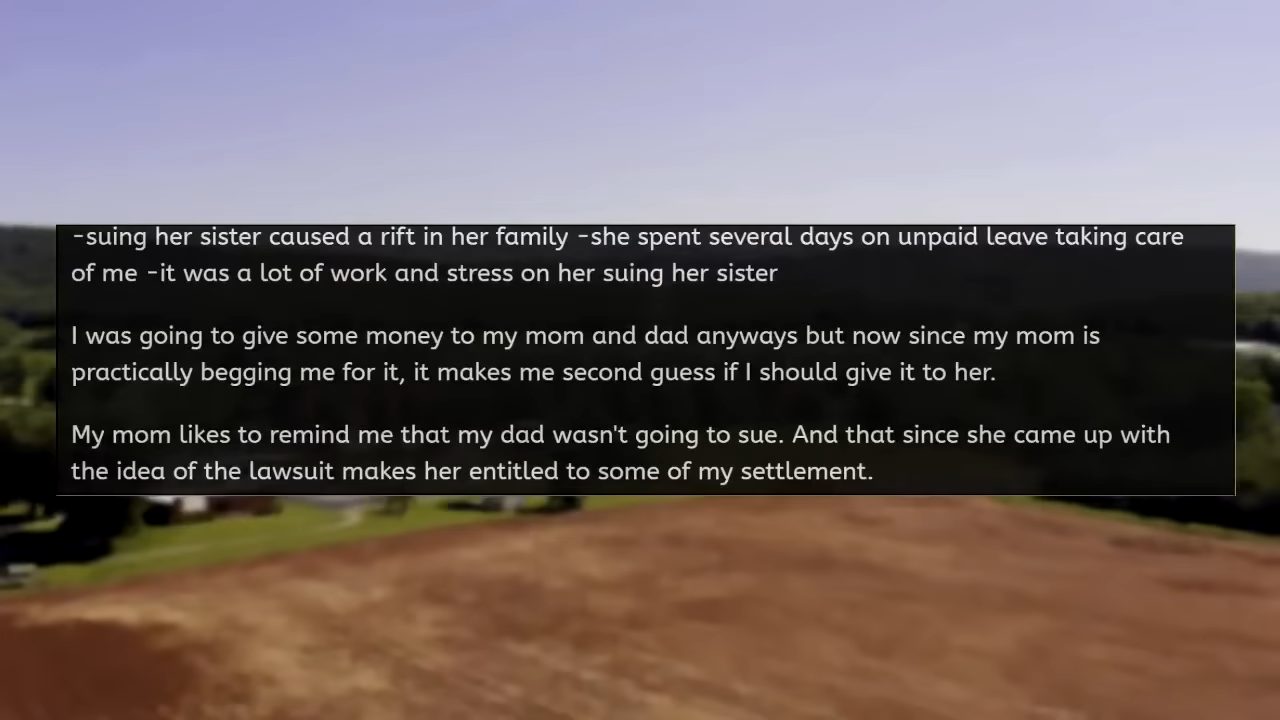 -suing her sister caused a rift in her family -she spent several days on unpaid leave taking care
of me -it was a lot of work and stress on her suing her sister
I was going to give some money to my mom and dad anyways but now since my mom is
practically begging me for it, it makes me second guess if I should give it to her.
My mom likes to remind me that my dad wasn't going to sue. And that since she came up with
the idea of the lawsuit makes her entitled to some of my settlement.